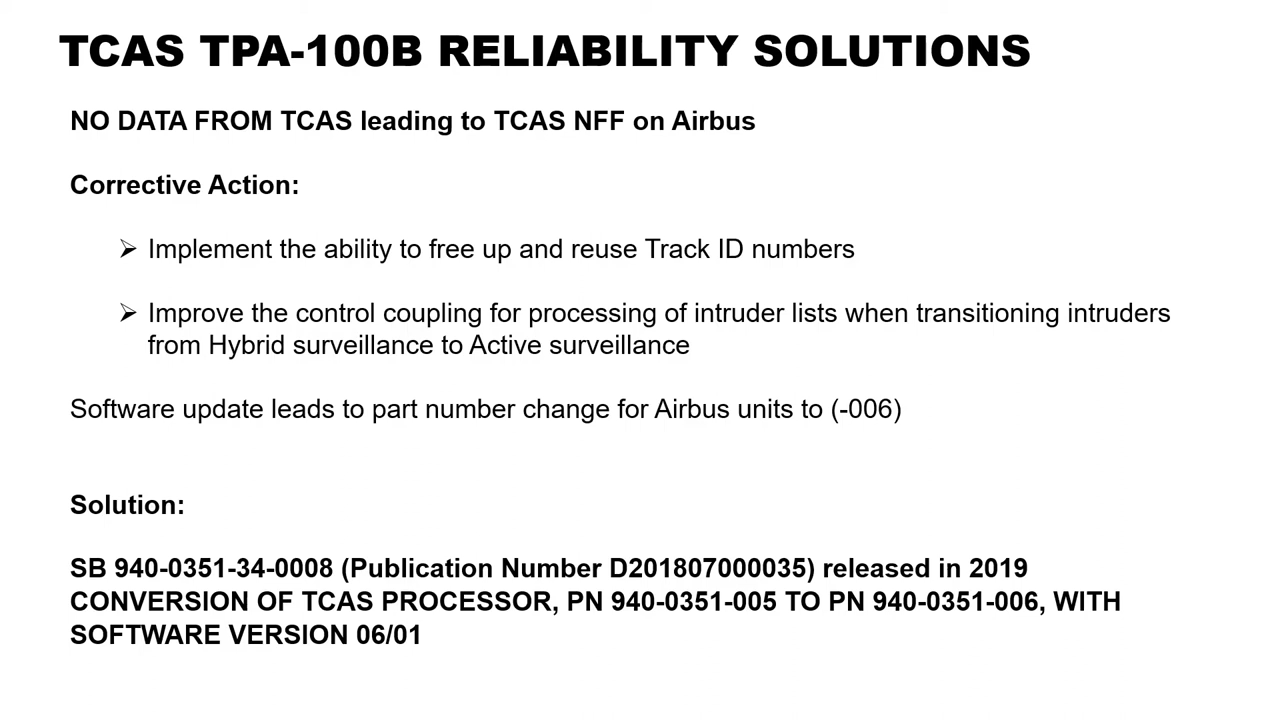 TCAS TPA-100B RELIABILITY SOLUTIONS
NO DATA FROM TCAS leading to TCAS NFF on Airbus
Corrective Action:
➢ Implement the ability to free up and reuse Track ID numbers
➢ Improve the control coupling for processing of intruder lists when transitioning intruders
from Hybrid surveillance to Active surveillance
Software update leads to part number change for Airbus units to (-006)
Solution:
SB 940-0351-34-0008 (Publication Number D201807000035) released in 2019
CONVERSION OF TCAS PROCESSOR, PN 940-0351-005 TO PN 940-0351-006, WITH
SOFTWARE VERSION 06/01